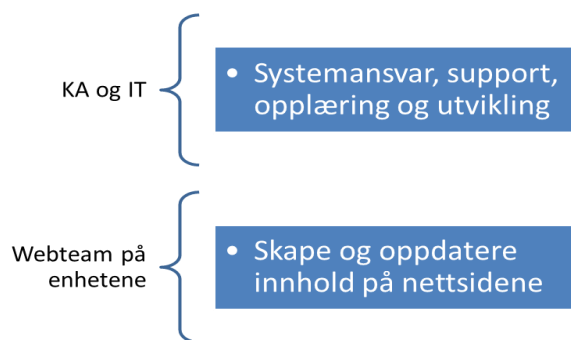 KA og IT
• Systemansvar, support,
opplæring og utvikling
Webteam på
enhetene
• Skape og oppdatere
innhold på nettsidene